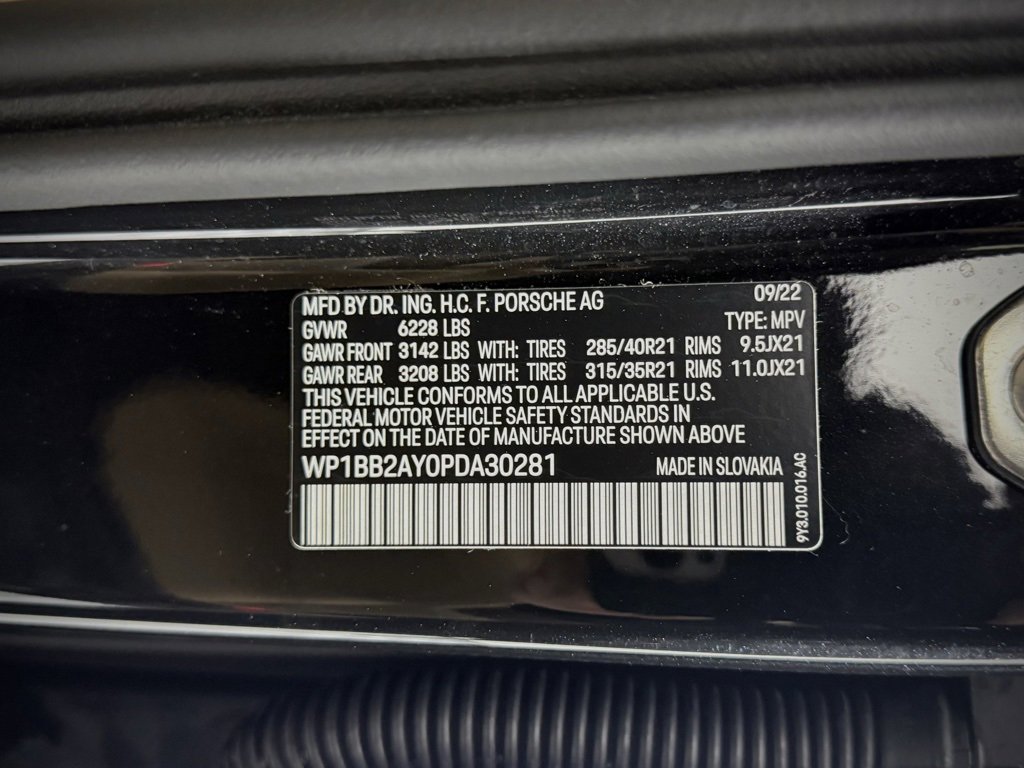 MFD BY DR. ING. H.C. F. PORSCHE AG 09/22
GVWR 6228 LBS TYPE: MPV
GAWR FRONT 3142 LBS WITH: TIRES 285/40R21 RIMS 9.5JX21
GAWR REAR 3208 LBS WITH: TIRES 315/35R21 RIMS 11.0JX21
THIS VEHICLE CONFORMS TO ALL APPLICABLE U.S.
FEDERAL MOTOR VEHICLE SAFETY STANDARDS IN
EFFECT ON THE DATE OF MANUFACTURE SHOWN ABOVE
WP1BB2AY0PDA30281 MADE IN SLOVAKIA
9Y3.010.016.AC